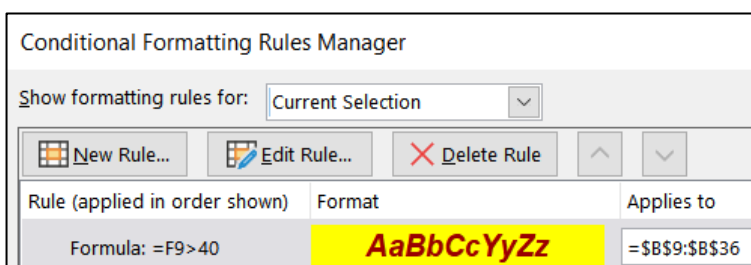 Conditional Formatting Rules Manager
Show formatting rules for: Current Selection
New Rule... Edit Rule... Delete Rule
Rule (applied in order shown) Format Applies to
Formula: =F9>40 AaBbCcYyZz =$B$9:$B$36